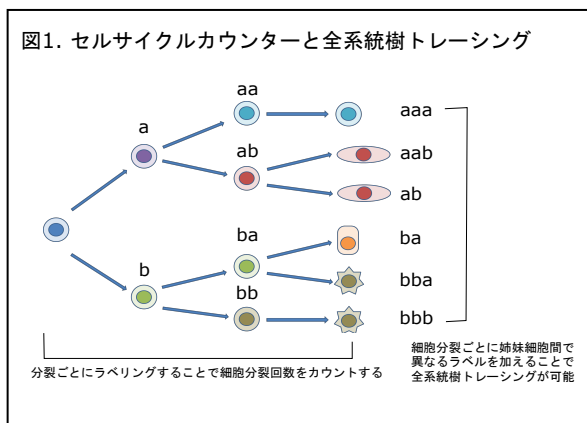 図1. セルサイクルカウンターと全系統樹トレーシング
aa
aaa
a
ab
aab
ab
ba
ba
b
bb
bba
bbb
分裂ごとにラベリングすることで細胞分裂回数をカウントする
細胞分裂ごとに姉妹細胞間で
異なるラベルを加えることで
全系統樹トレーシングが可能